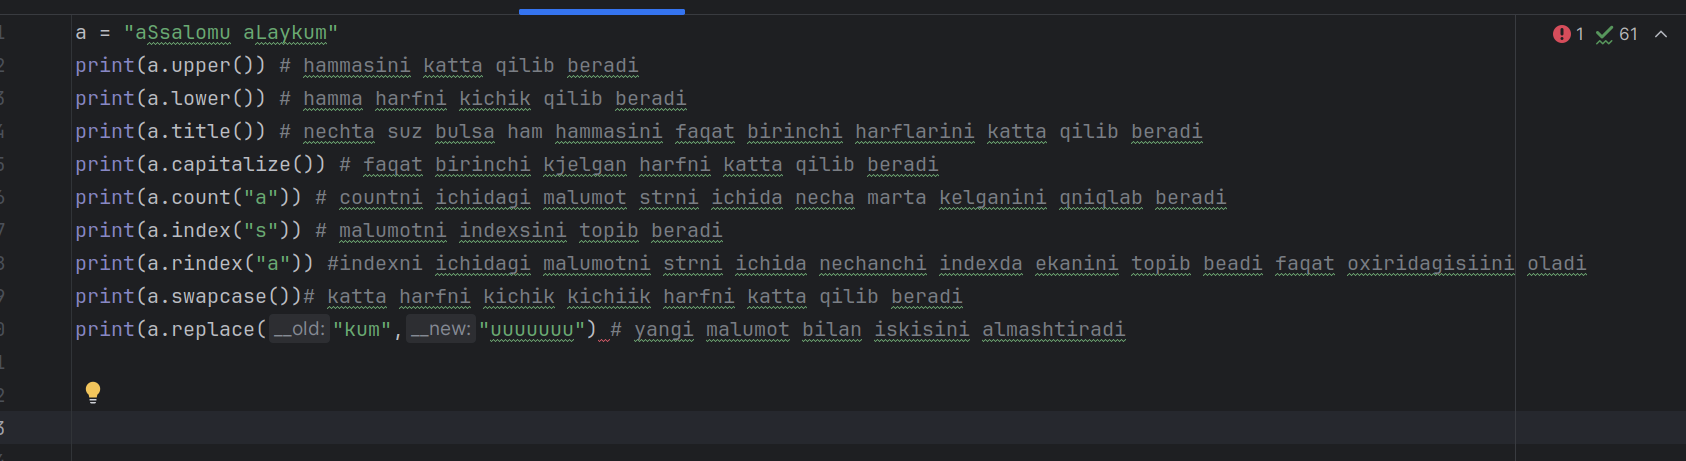 a = "aSsalomu aLaykum"
print(a.upper()) # hammasini katta qilib beradi
print(a.lower()) # hamma harfni kichik qilib beradi
print(a.title()) # nechta suz bulsa ham hammasini faqat birinchi harflarini katta qilib beradi
print(a.capitalize()) # faqat birinchi kjelgan harfni katta qilib beradi
print(a.count("a")) # countni ichidagi malumot strni ichida necha marta kelganini qniqlab beradi
print(a.index("s")) # malumotni indexsini topib beradi
print(a.rindex("a")) #indexni ichidagi malumotni strni ichida nechanchi indexda ekanini topib beadi faqat oxiridagisiini oladi
print(a.swapcase())# katta harfni kichik kichiik harfni katta qilib beradi
print(a.replace(__old: "kum",__new: "uuuuuuu") # yangi malumot bilan iskisini almashtiradi
1 61